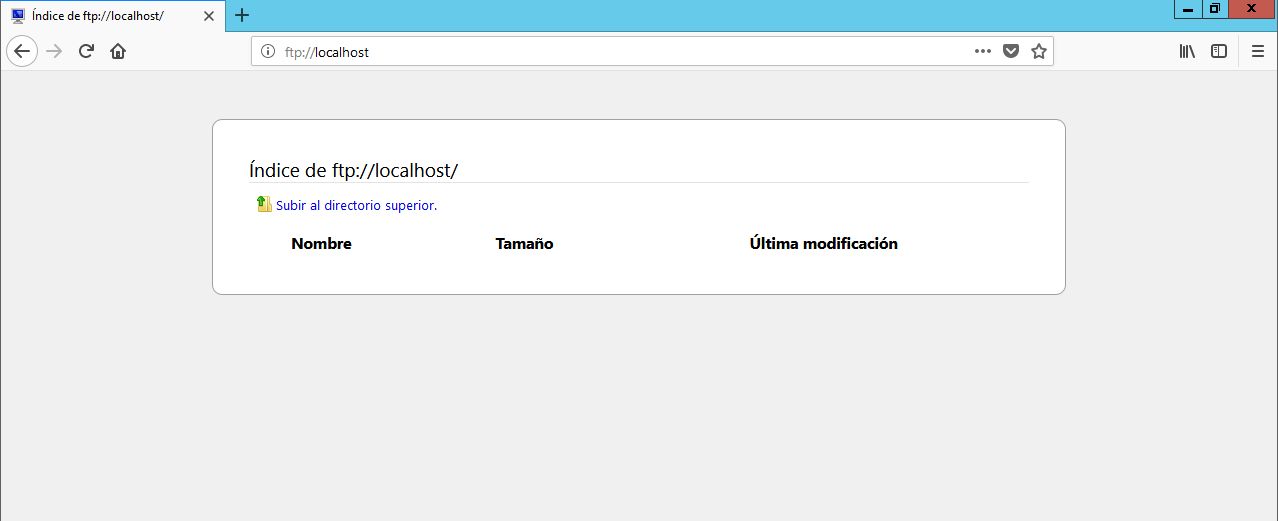 Índice de ftp://localhost/
ftp://localhost
Índice de ftp://localhost/
Subir al directorio superior.
Nombre Tamaño Última modificación